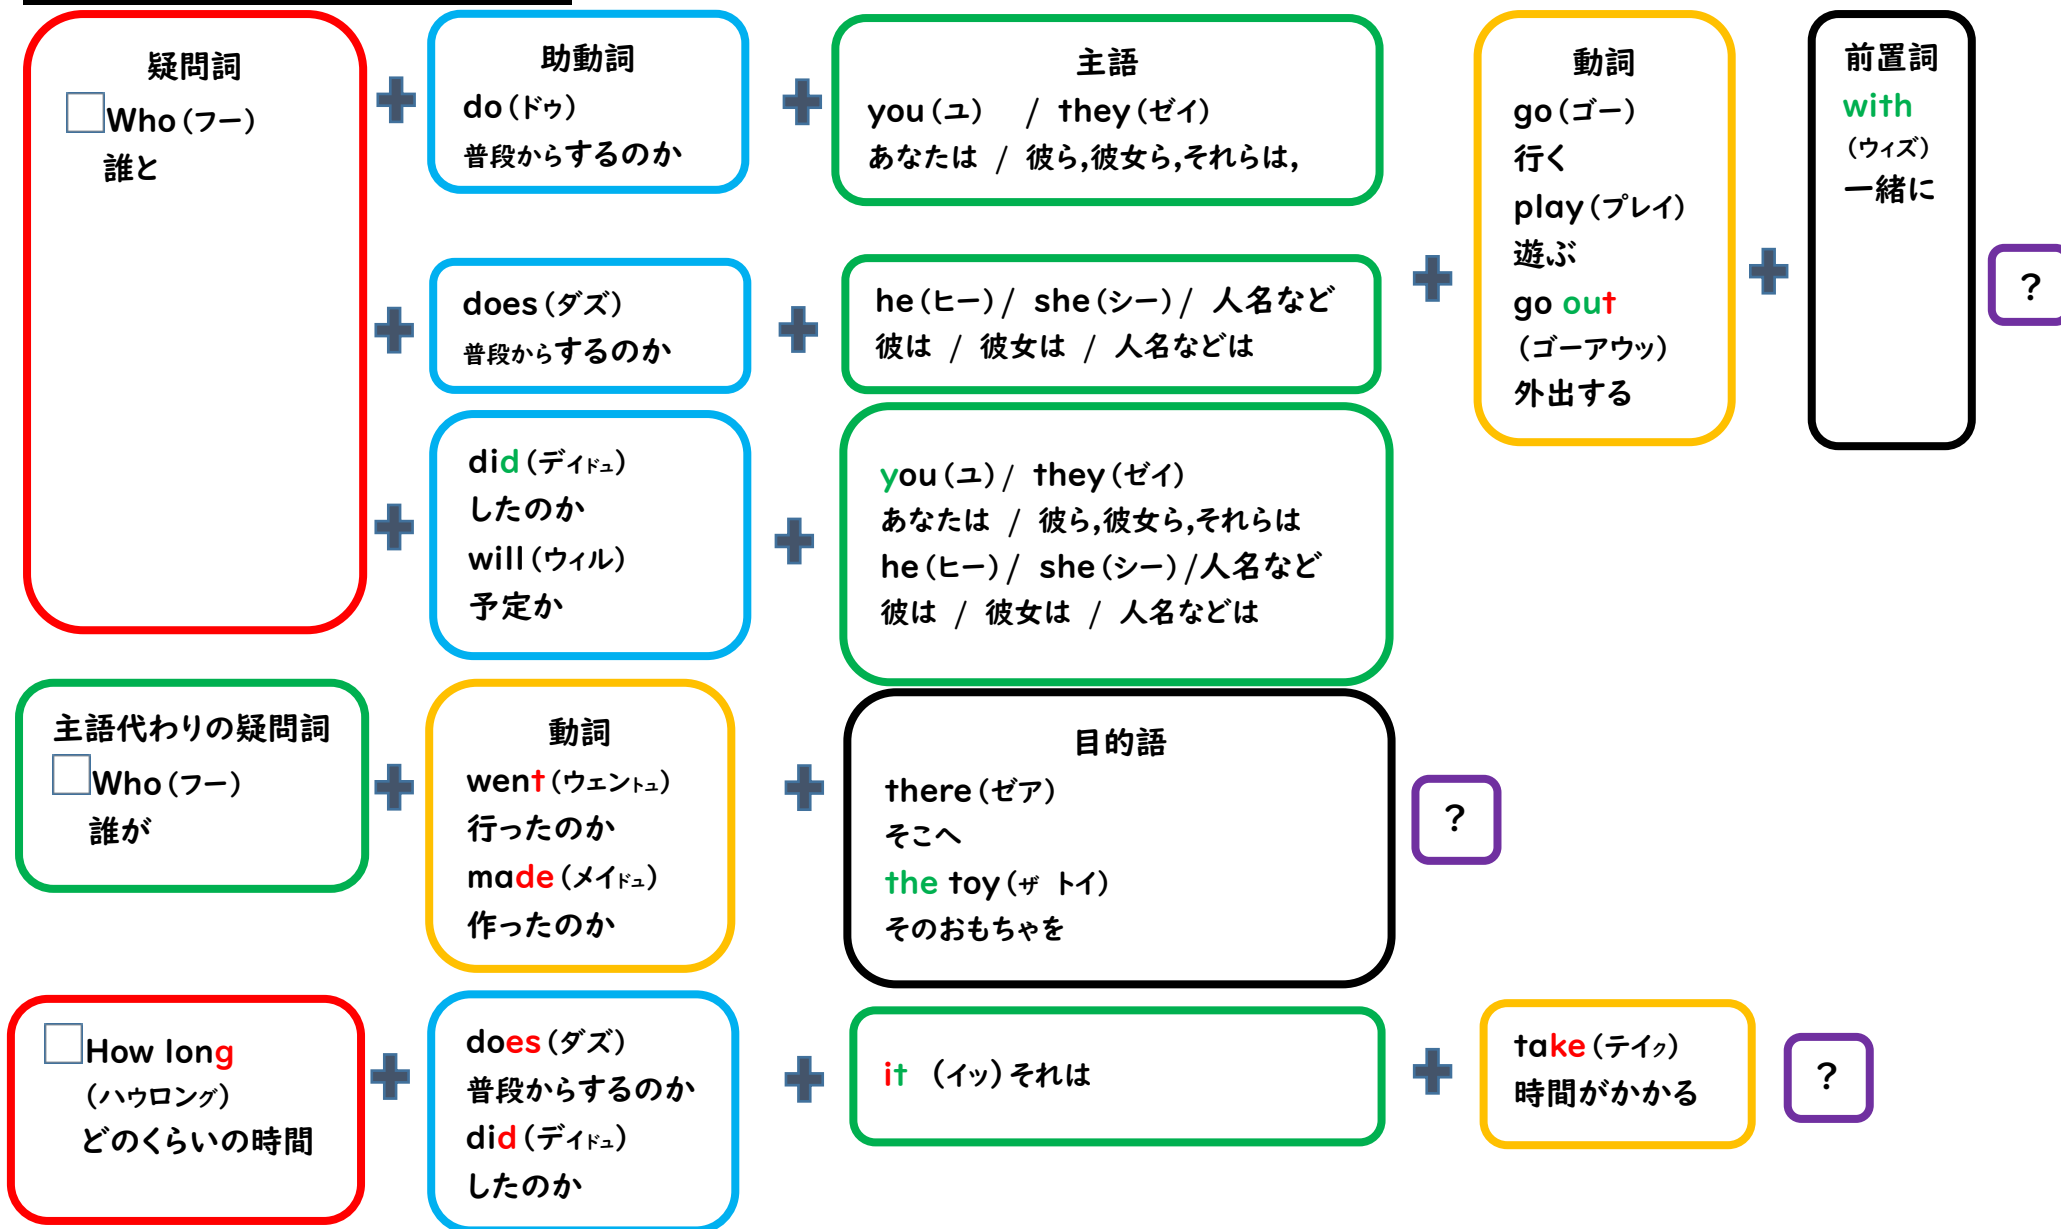 疑問詞
Who(フー)
誰と
助動詞
do(ドゥ)
普段からするのか
主語
you(ユ) / they(ゼイ)
あなたは / 彼ら,彼女ら,それらは,
動詞
go(ゴー)
行く
play(プレイ)
遊ぶ
go out
(ゴーアウッ)
外出する
前置詞
with
(ウィズ)
一緒に
?
does(ダズ)
普段からするのか
he(ヒー)/ she(シー)/ 人名など
彼は / 彼女は / 人名などは
did(ディドュ)
したのか
will(ウィル)
予定か
you(ユ)/ they(ゼイ)
あなたは / 彼ら,彼女ら,それらは
he(ヒー)/ she(シー)/人名など
彼は / 彼女は / 人名などは
主語代わりの疑問詞
Who(フー)
誰が
動詞
went(ウェントュ)
行ったのか
made(メイドュ)
作ったのか
目的語
there(ゼア)
そこへ
the toy(ザ トイ)
そのおもちゃを
?
How long
(ハウロング)
どのくらいの時間
does(ダズ)
普段からするのか
did(ディドュ)
したのか
it (イッ)それは
take(テイク)
時間がかかる
?